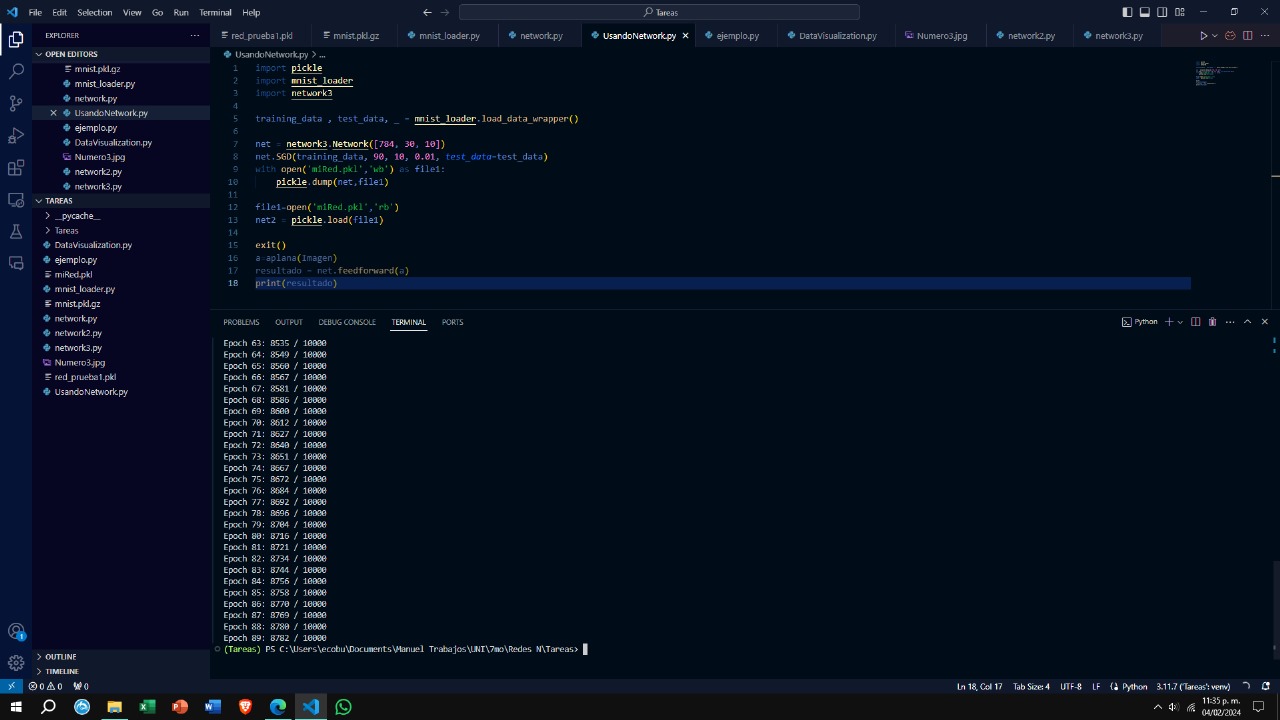 File Edit Selection View Go Run Terminal Help
Tareas
EXPLORER
OPEN EDITORS
mnist.pkl.gz
mnist_loader.py
network.py
UsandoNetwork.py
ejemplo.py
DataVisualization.py
Numero3.jpg
network2.py
network3.py
TAREAS
__pycache__
Tareas
DataVisualization.py
ejemplo.py
miRed.pkl
mnist_loader.py
mnist.pkl.gz
network.py
network2.py
network3.py
Numero3.jpg
red_prueba1.pkl
UsandoNetwork.py
OUTLINE
TIMELINE
red_prueba1.pkl mnist.pkl.gz mnist_loader.py network.py UsandoNetwork.py ejemplo.py DataVisualization.py Numero3.jpg network2.py network3.py
UsandoNetwork.py > ...
1 import pickle
2 import mnist_loader
3 import network3
4
5 training_data , test_data, _ = mnist_loader.load_data_wrapper()
6
7 net = network3.Network([784, 30, 10])
8 net.SGD(training_data, 90, 10, 0.01, test_data=test_data)
9 with open('miRed.pkl','wb') as file1:
10 pickle.dump(net,file1)
11
12 file1=open('miRed.pkl','rb')
13 net2 = pickle.load(file1)
14
15 exit()
16 a=aplana(Imagen)
17 resultado = net.feedforward(a)
18 print(resultado)
PROBLEMS OUTPUT DEBUG CONSOLE TERMINAL PORTS
Python
Epoch 63: 8535 / 10000
Epoch 64: 8549 / 10000
Epoch 65: 8560 / 10000
Epoch 66: 8567 / 10000
Epoch 67: 8581 / 10000
Epoch 68: 8586 / 10000
Epoch 69: 8600 / 10000
Epoch 70: 8612 / 10000
Epoch 71: 8627 / 10000
Epoch 72: 8640 / 10000
Epoch 73: 8651 / 10000
Epoch 74: 8667 / 10000
Epoch 75: 8672 / 10000
Epoch 76: 8684 / 10000
Epoch 77: 8692 / 10000
Epoch 78: 8696 / 10000
Epoch 79: 8704 / 10000
Epoch 80: 8716 / 10000
Epoch 81: 8721 / 10000
Epoch 82: 8734 / 10000
Epoch 83: 8744 / 10000
Epoch 84: 8756 / 10000
Epoch 85: 8758 / 10000
Epoch 86: 8770 / 10000
Epoch 87: 8769 / 10000
Epoch 88: 8780 / 10000
Epoch 89: 8782 / 10000
(Tareas) PS C:\Users\ecobu\Documents\Manuel Trabajos\UNI\7mo\Redes N\Tareas>
1
0 0 0 Ln 18, Col 17 Tab Size: 4 UTF-8 LF Python 3.11.7 ('Tareas': venv)
11:35 p. m.
04/02/2024